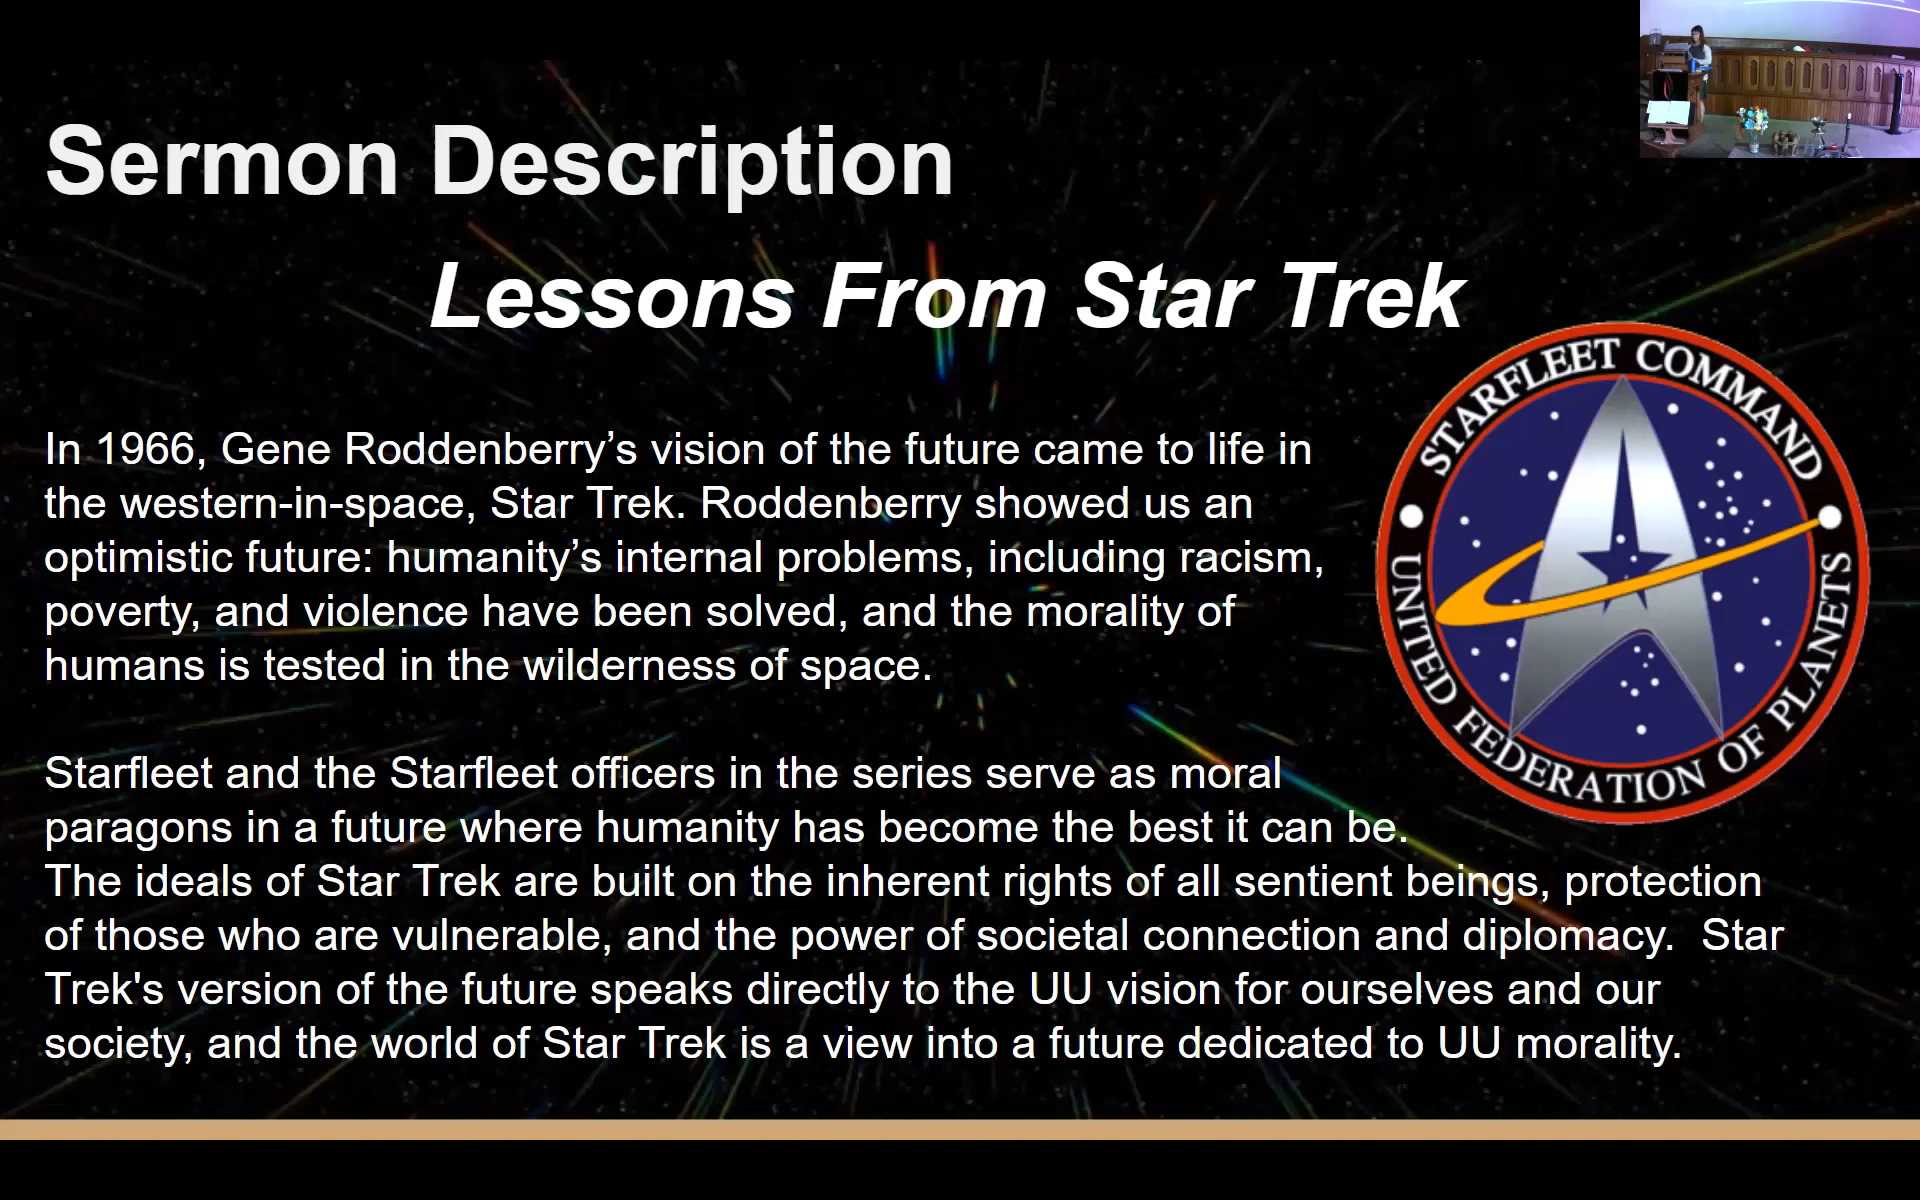 Sermon Description
Lessons From Star Trek
In 1966, Gene Roddenberry’s vision of the future came to life in
the western-in-space, Star Trek. Roddenberry showed us an
optimistic future: humanity’s internal problems, including racism,
poverty, and violence have been solved, and the morality of
humans is tested in the wilderness of space.
Starfleet and the Starfleet officers in the series serve as moral
paragons in a future where humanity has become the best it can be.
The ideals of Star Trek are built on the inherent rights of all sentient beings, protection
of those who are vulnerable, and the power of societal connection and diplomacy.  Star
Trek's version of the future speaks directly to the UU vision for ourselves and our
society, and the world of Star Trek is a view into a future dedicated to UU morality.
STARFLEET COMMAND
UNITED FEDERATION OF PLANETS